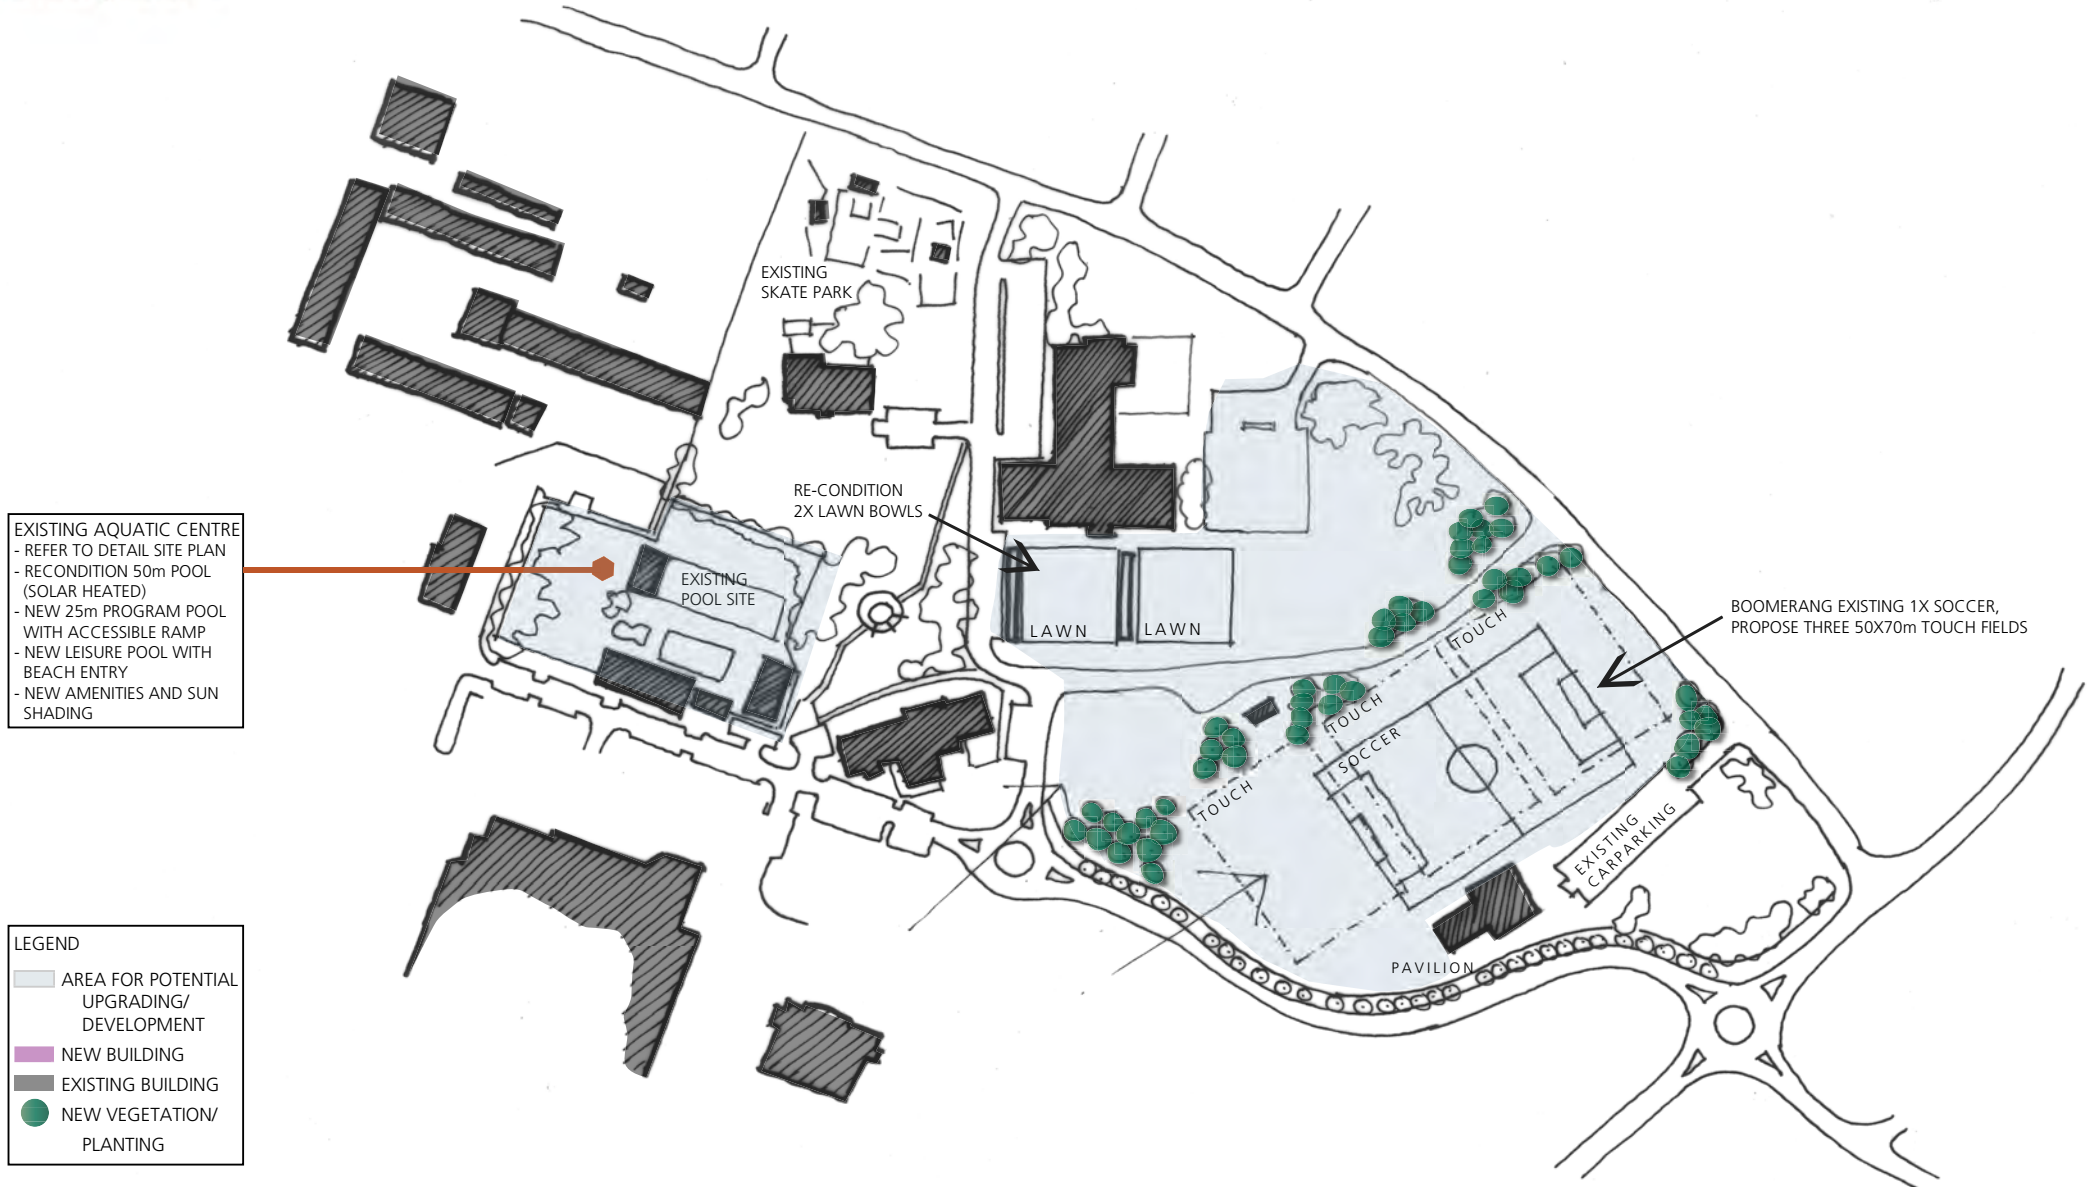 EXISTING
SKATE PARK
RE-CONDITION
2X LAWN BOWLS
EXISTING AQUATIC CENTRE
- REFER TO DETAIL SITE PLAN
- RECONDITION 50m POOL
(SOLAR HEATED)
- NEW 25m PROGRAM POOL
WITH ACCESSIBLE RAMP
- NEW LEISURE POOL WITH
BEACH ENTRY
- NEW AMENITIES AND SUN
SHADING
EXISTING
POOL SITE
LAWN
LAWN
TOUCH
TOUCH
SOCCER
TOUCH
BOOMERANG EXISTING 1X SOCCER,
PROPOSE THREE 50X70m TOUCH FIELDS
EXISTING
CARPARKING
PAVILION
LEGEND
AREA FOR POTENTIAL
UPGRADING/
DEVELOPMENT
NEW BUILDING
EXISTING BUILDING
NEW VEGETATION/
PLANTING